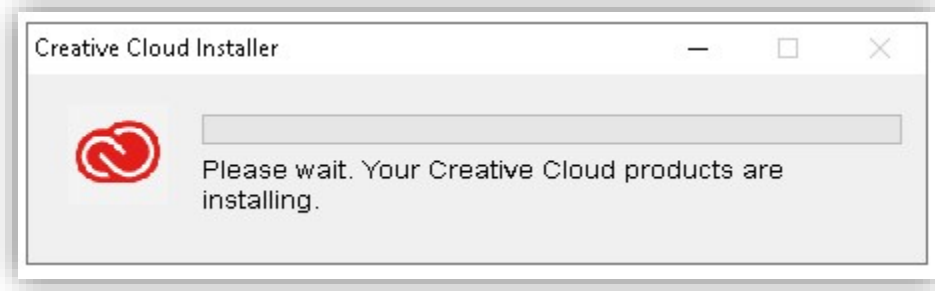 Creative Cloud Installer
Please wait. Your Creative Cloud products are
installing.